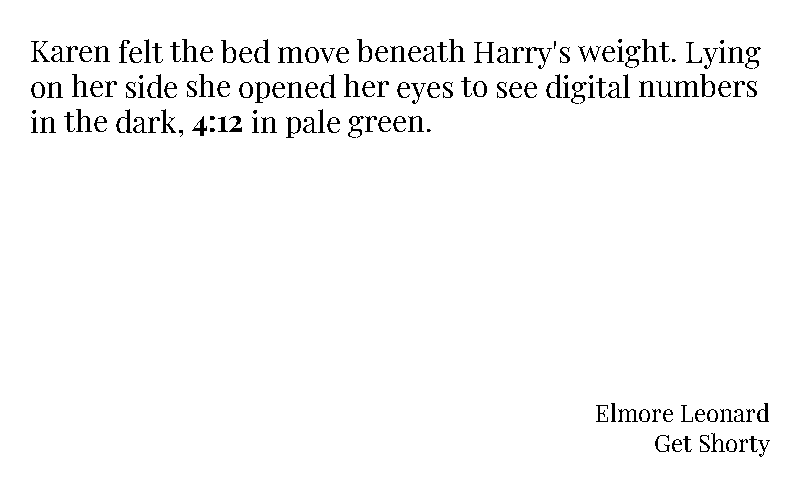 Karen felt the bed move beneath Harry's weight. Lying
on her side she opened her eyes to see digital numbers
in the dark, 4:12 in pale green.
Elmore Leonard
Get Shorty